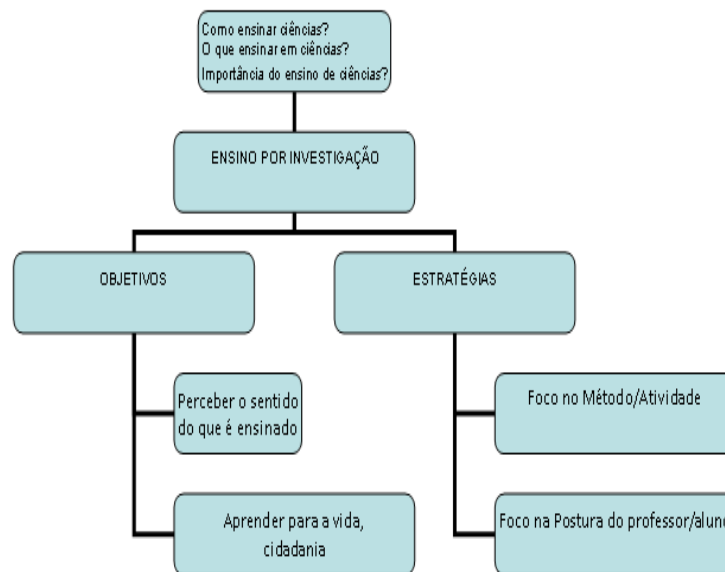 Como ensinar ciências?
O que ensinar em ciências?
Importância do ensino de ciências?
ENSINO POR INVESTIGAÇÃO
OBJETIVOS
ESTRATÉGIAS
Perceber o sentido
do que é ensinado
Foco no Método/Atividade
Aprender para a vida,
cidadania
Foco na Postura do professor/aluno